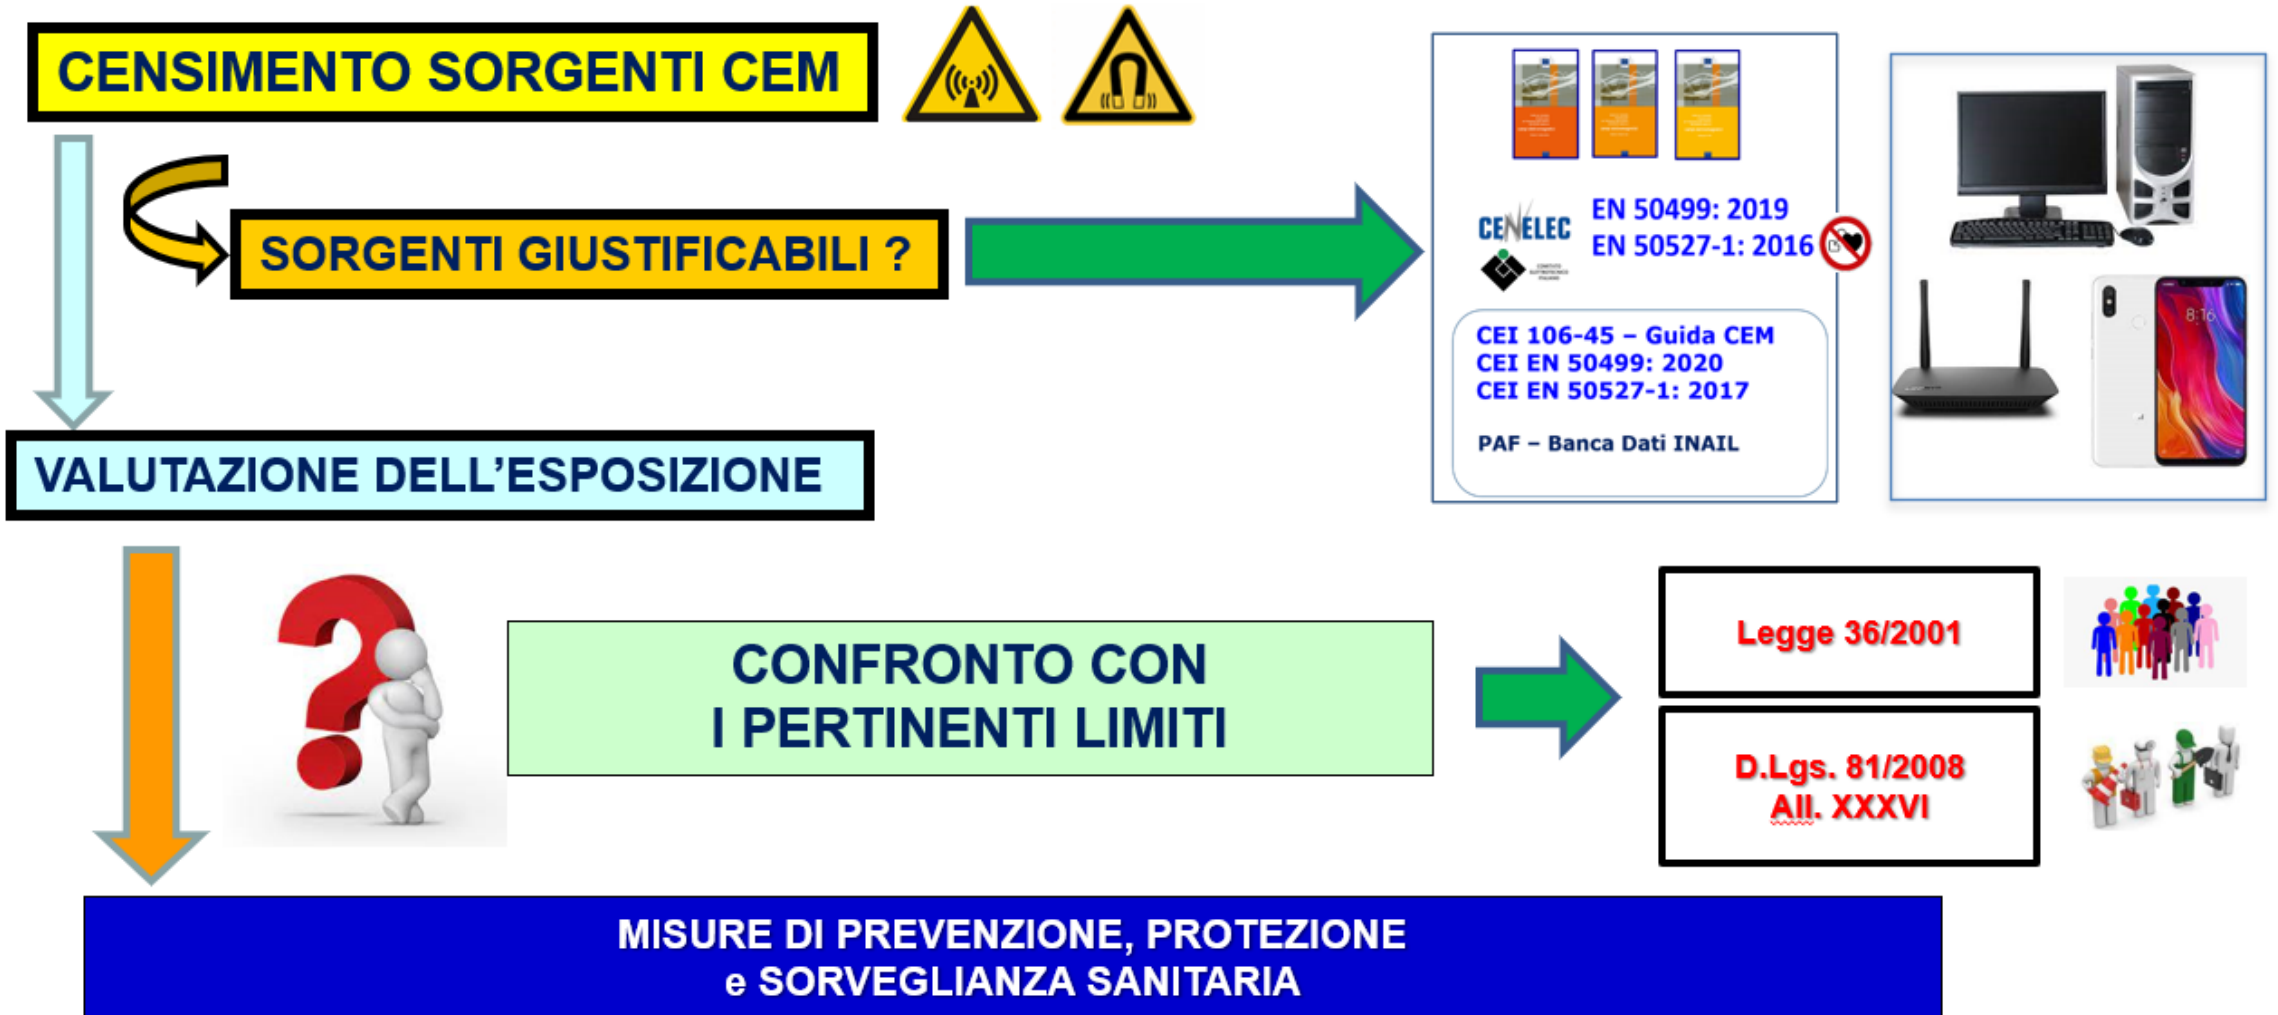 CENSIMENTO SORGENTI CEM
SORGENTI GIUSTIFICABILI ?
CENELEC
EN 50499: 2019
EN 50527-1: 2016
CEI 106-45 – Guida CEM
CEI EN 50499: 2020
CEI EN 50527-1: 2017
PAF – Banca Dati INAIL
8:16
VALUTAZIONE DELL’ESPOSIZIONE
CONFRONTO CON
I PERTINENTI LIMITI
Legge 36/2001
D.Lgs. 81/2008
All. XXXVI
MISURE DI PREVENZIONE, PROTEZIONE
e SORVEGLIANZA SANITARIA